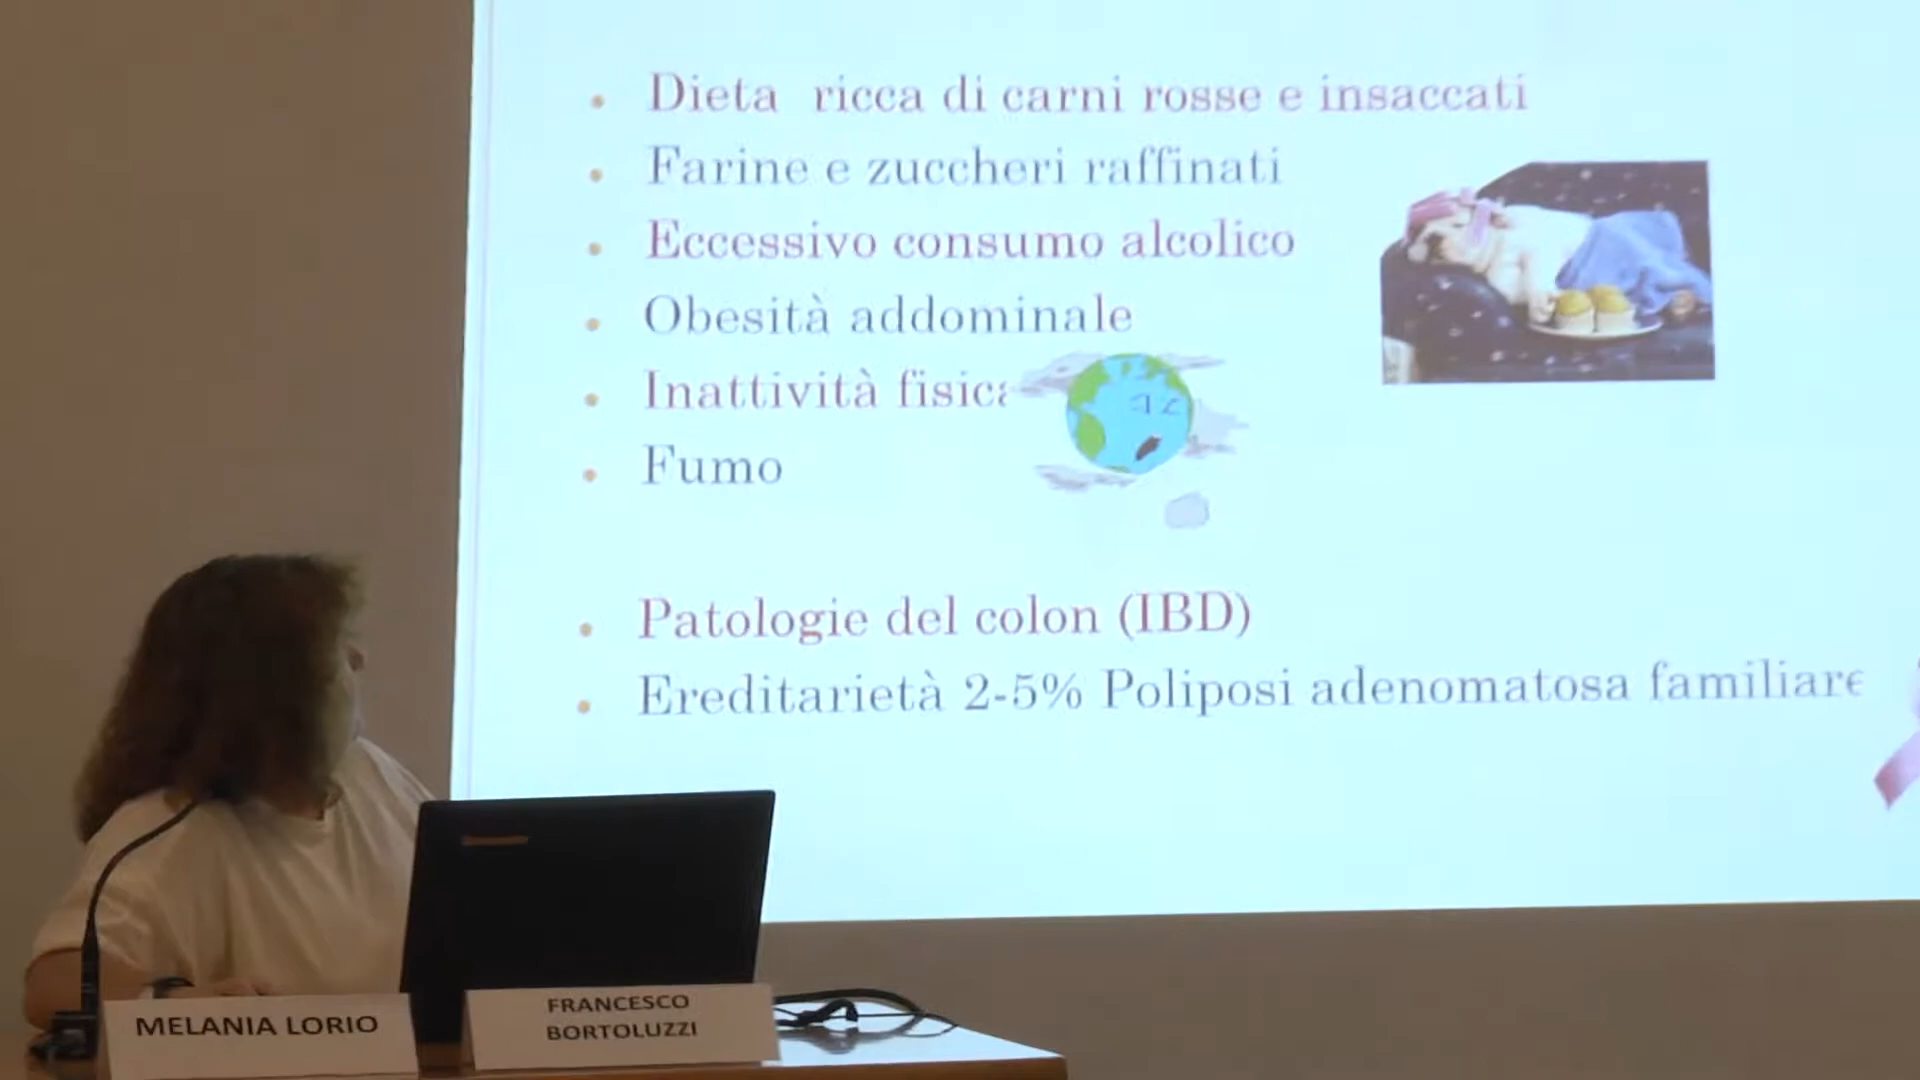 Dieta ricca di carni rosse e insaccati
Farine e zuccheri raffinati
Eccessivo consumo alcolico
Obesità addominale
Inattività fisica
Fumo
Patologie del colon (IBD)
Ereditarietà 2-5% Poliposi adenomatosa familiare
MELANIA LORIO
FRANCESCO
BORTOLUZZI